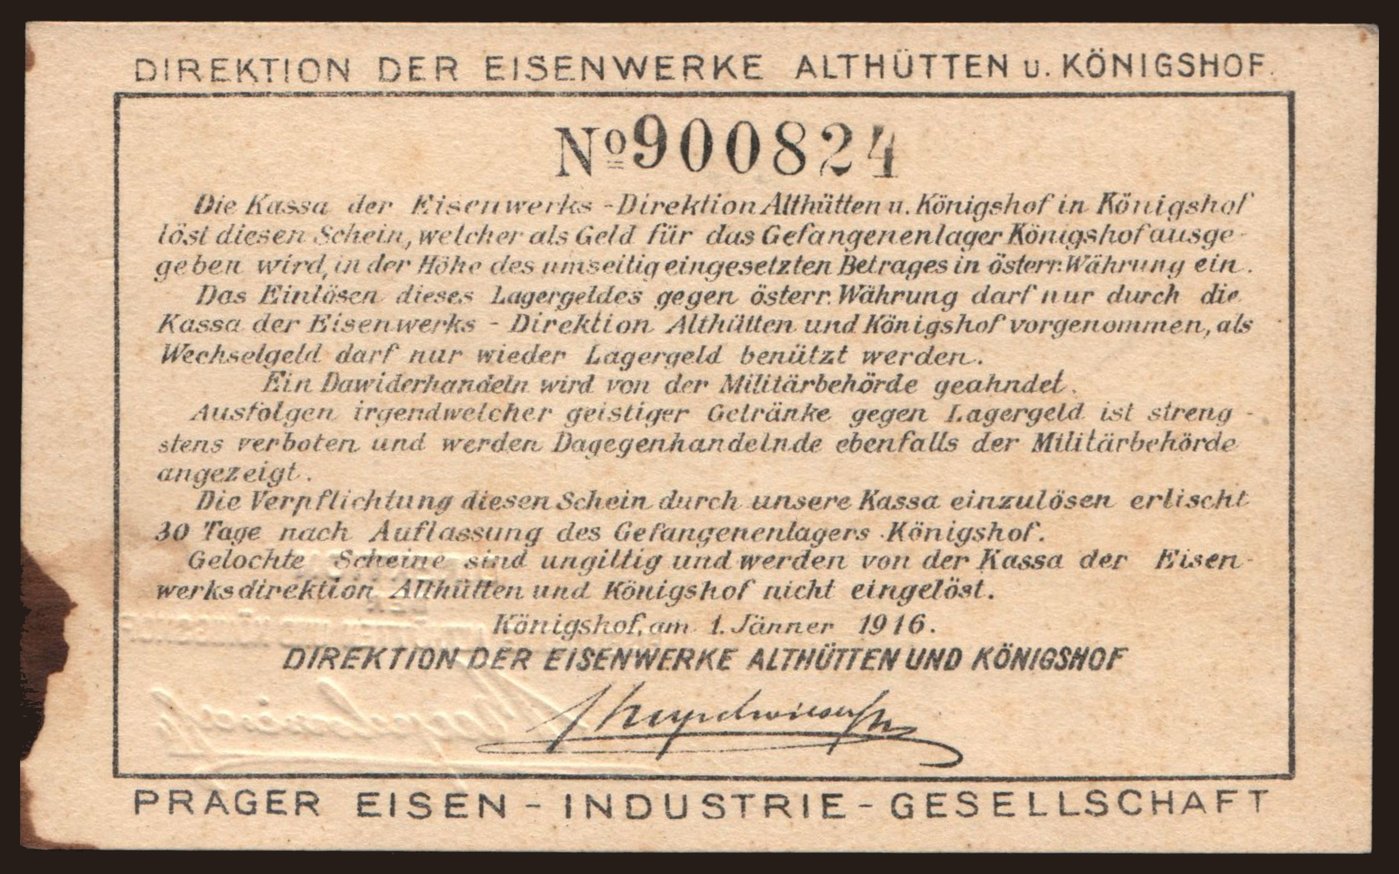 DIREKTION DER EISENWERKE ALTHÜTTEN u. KÖNIGSHOF.
No 900824
Die Kassa der Eisenwerks-Direktion Althütten u. Königshof in Königshof
löst diesen Schein, welcher als Geld für das Gefangenenlager Königshof ausge-
geben wird, in der Höhe des umseitig eingesetzten Betrages in österr. Währung ein.
Das Einlösen dieses Lagergeldes gegen österr. Währung darf nur durch die
Kassa der Eisenwerks-Direktion Althütten und Königshof vorgenommen, als
Wechselgeld darf nur wieder Lagergeld benützt werden.
Ein Dawiderhandeln wird von der Militärbehörde geahndet.
Ausfolgen irgendwelcher geistiger Getränke gegen Lagergeld ist streng-
stens verboten und werden Dagegenhandelnde ebenfalls der Militärbehörde
angezeigt.
Die Verpflichtung diesen Schein durch unsere Kassa einzulösen erlischt
30 Tage nach Auflassung des Gefangenenlagers Königshof.
Gelochte Scheine sind ungiltig und werden von der Kassa der Eisen-
werksdirektion Althütten und Königshof nicht eingelöst.
Königshof, am 1. Jänner 1916.
DIREKTION DER EISENWERKE ALTHÜTTEN UND KÖNIGSHOF
PRAGER EISEN-INDUSTRIE-GESELLSCHAFT